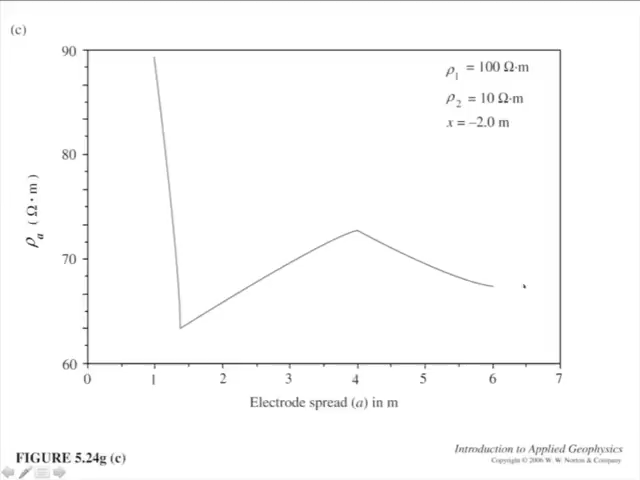 (c)
90
ρ₁ = 100 Ω·m
ρ₂ = 10 Ω·m
x = –2.0 m
80
ρₐ (Ω·m)
70
60
0 1 2 3 4 5 6 7
Electrode spread (a) in m
Introduction to Applied Geophysics
Copyright © 2006 W. W. Norton & Company
FIGURE 5.24g (c)